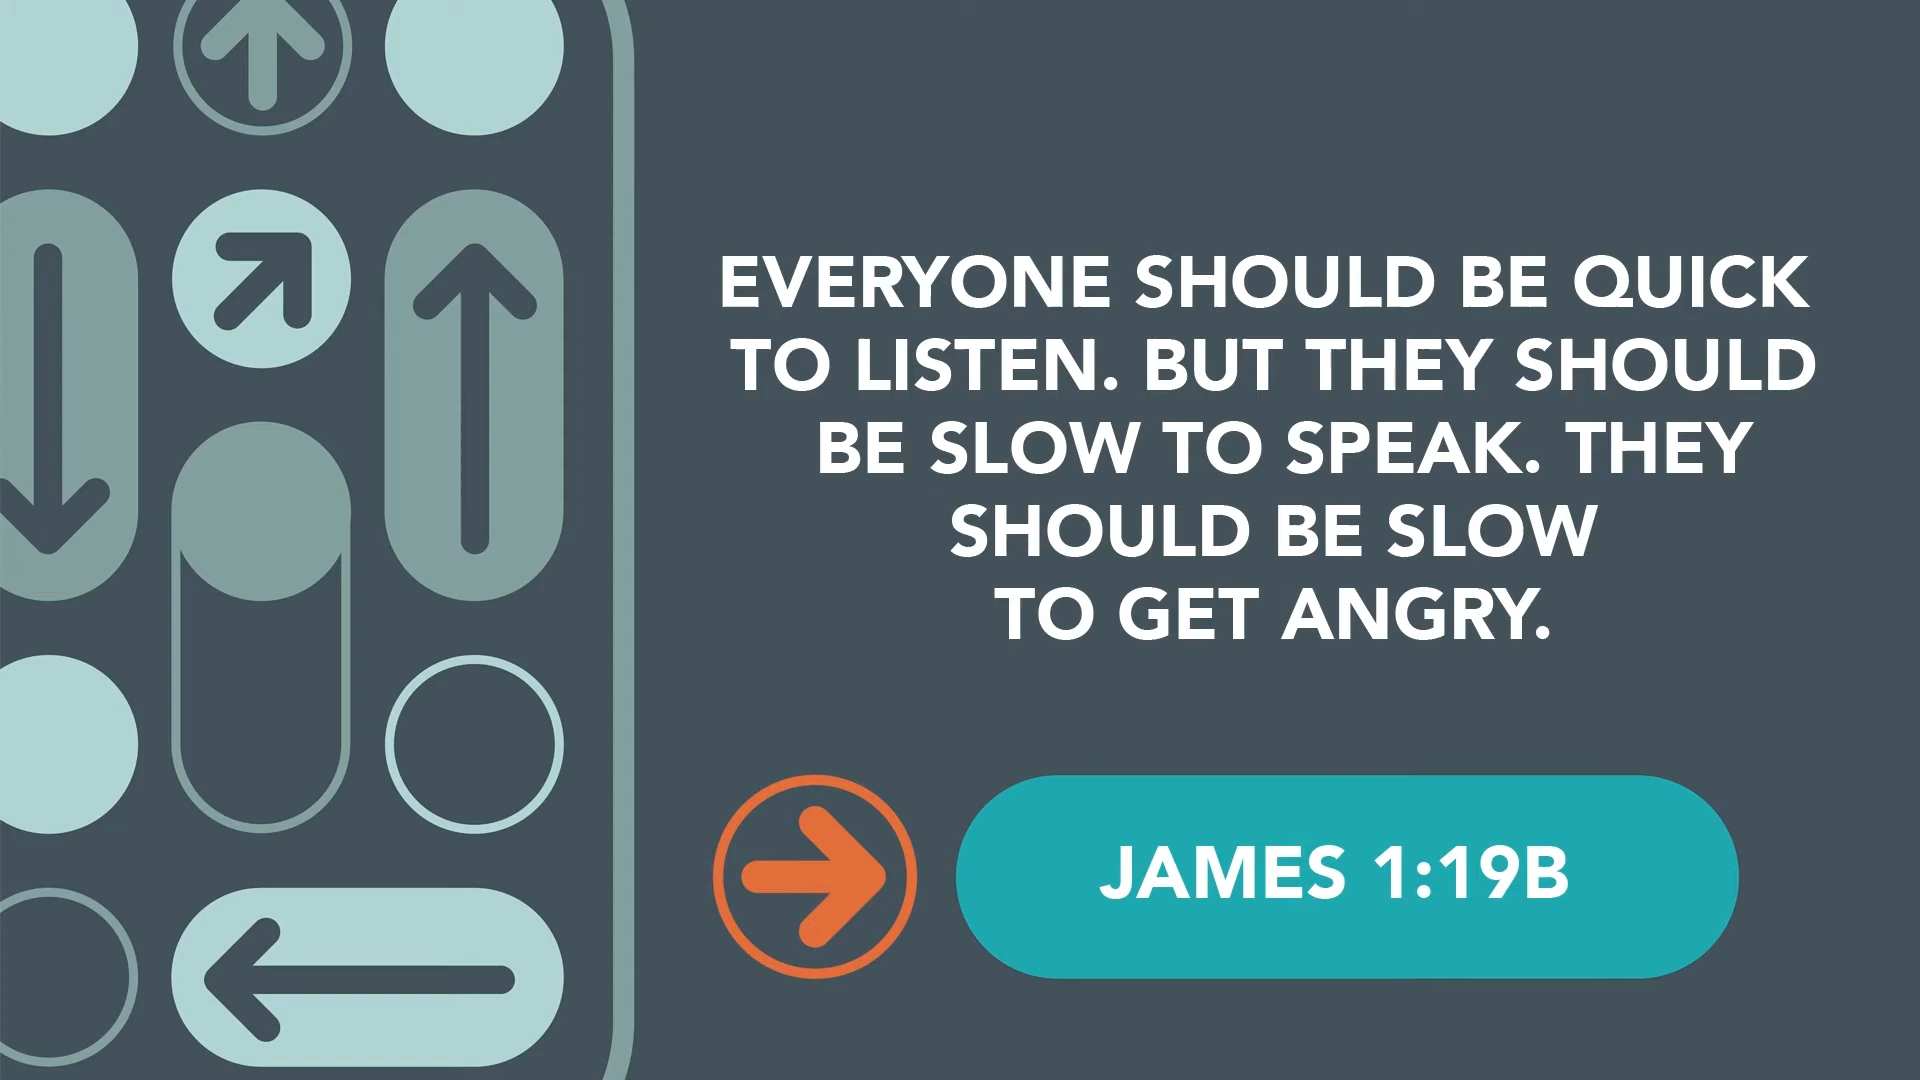 EVERYONE SHOULD BE QUICK
TO LISTEN. BUT THEY SHOULD
BE SLOW TO SPEAK. THEY
SHOULD BE SLOW
TO GET ANGRY.
JAMES 1:19B